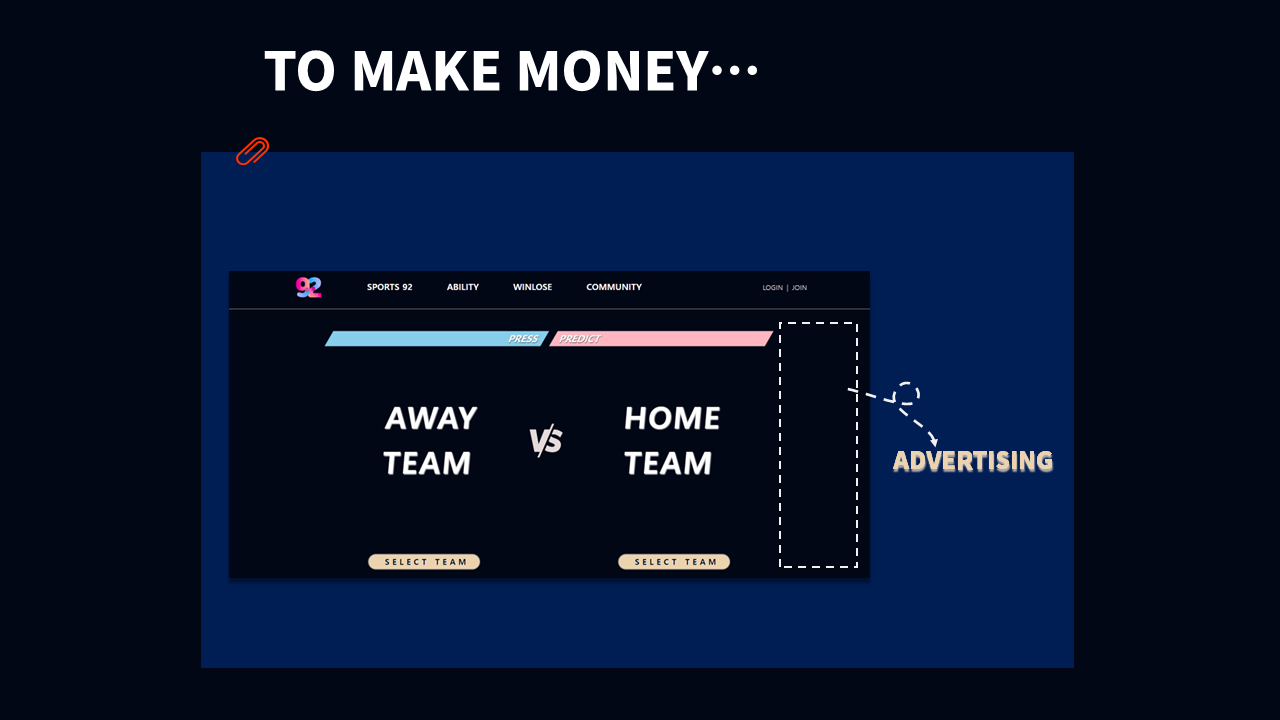 TO MAKE MONEY…
92 SPORTS 92 ABILITY WINLOSE COMMUNITY LOGIN | JOIN
PRESS PREDICT
AWAY
TEAM
VS
HOME
TEAM
SELECT TEAM SELECT TEAM
ADVERTISING